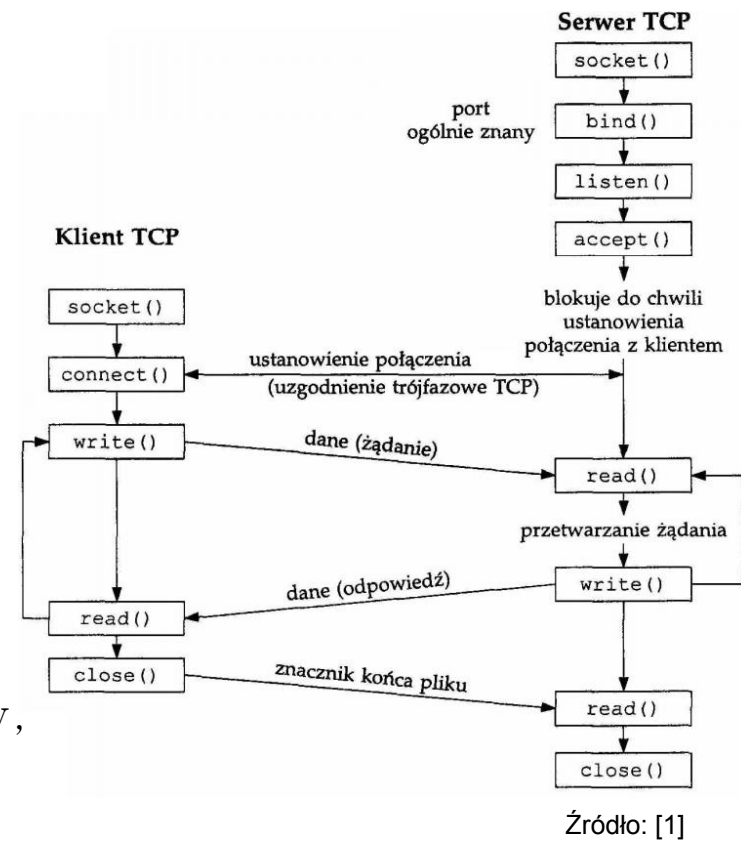 Serwer TCP
socket()
port
ogólnie znany
bind()
listen()
accept()
Klient TCP
blokuje do chwili
ustanowienia
połączenia z klientem
socket()
ustanowienie połączenia
connect()
(uzgodnienie trójfazowe TCP)
write()
dane (żądanie)
read()
przetwarzanie żądania
dane (odpowiedź)
write()
read()
close()
znacznik końca pliku
read()
close()
Źródło: [1]